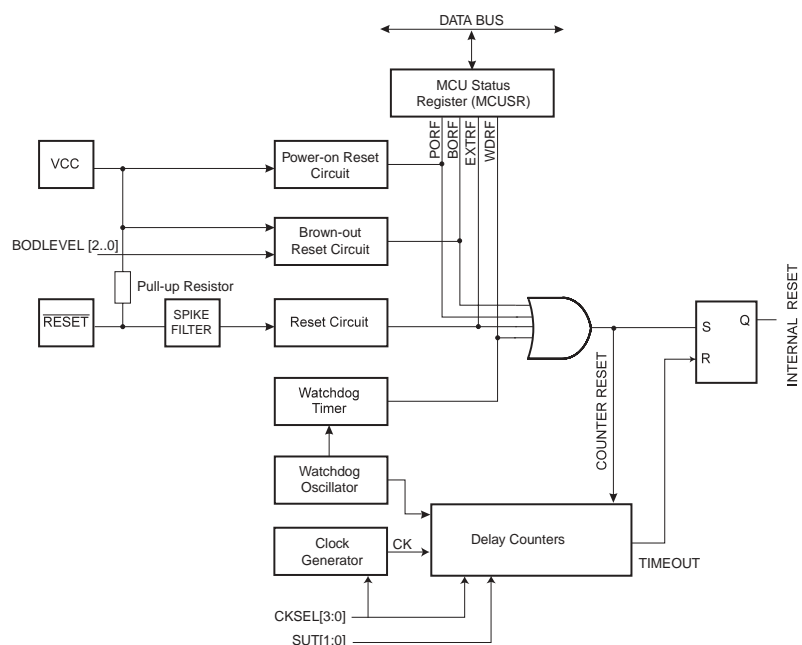 DATA BUS
MCU Status
Register (MCUSR)
PORF
BORF
EXTRF
WDRF
VCC
Power-on Reset
Circuit
BODLEVEL [2..0]
Brown-out
Reset Circuit
Pull-up Resistor
RESET
SPIKE
FILTER
Reset Circuit
S
Q
R
INTERNAL RESET
COUNTER RESET
Watchdog
Timer
Watchdog
Oscillator
Clock
Generator
CK
Delay Counters
TIMEOUT
CKSEL[3:0]
SUT[1:0]